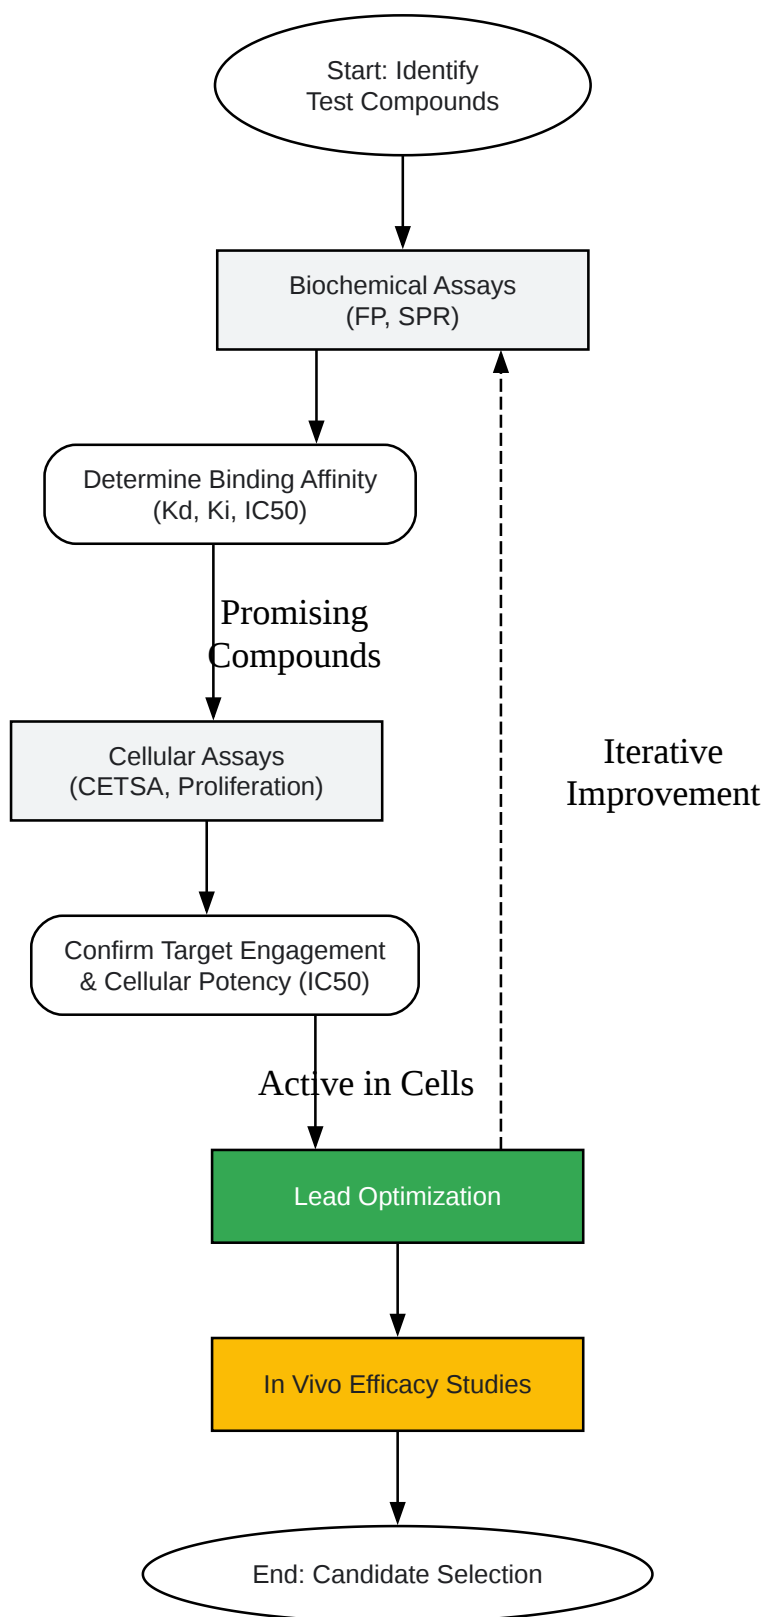 Start: Identify
Test Compounds
Biochemical Assays
(FP, SPR)
Determine Binding Affinity
(Kd, Ki, IC50)
Promising
Compounds
Cellular Assays
(CETSA, Proliferation)
Iterative
Improvement
Confirm Target Engagement
& Cellular Potency (IC50)
Active in Cells
Lead Optimization
In Vivo Efficacy Studies
End: Candidate Selection